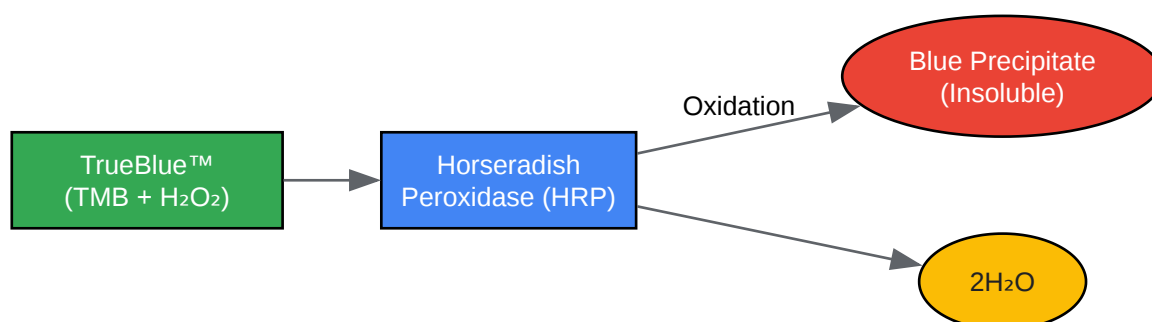 TrueBlue™
(TMB + H₂O₂)
Horseradish
Peroxidase (HRP)
Oxidation
Blue Precipitate
(Insoluble)
2H₂O